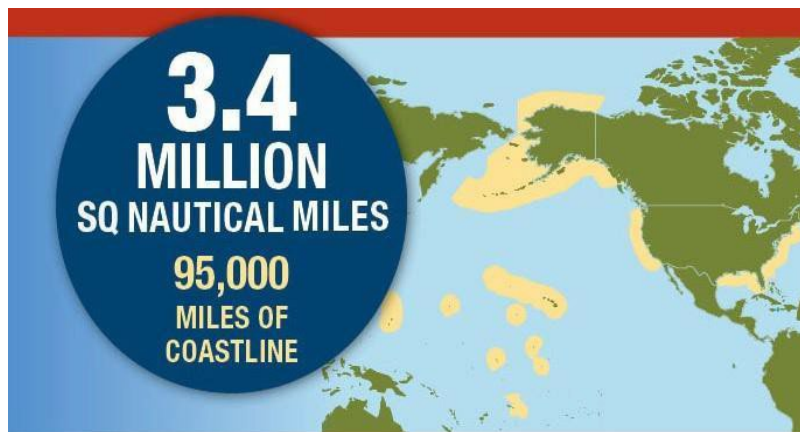 3.4
MILLION
SQ NAUTICAL MILES
95,000
MILES OF
COASTLINE